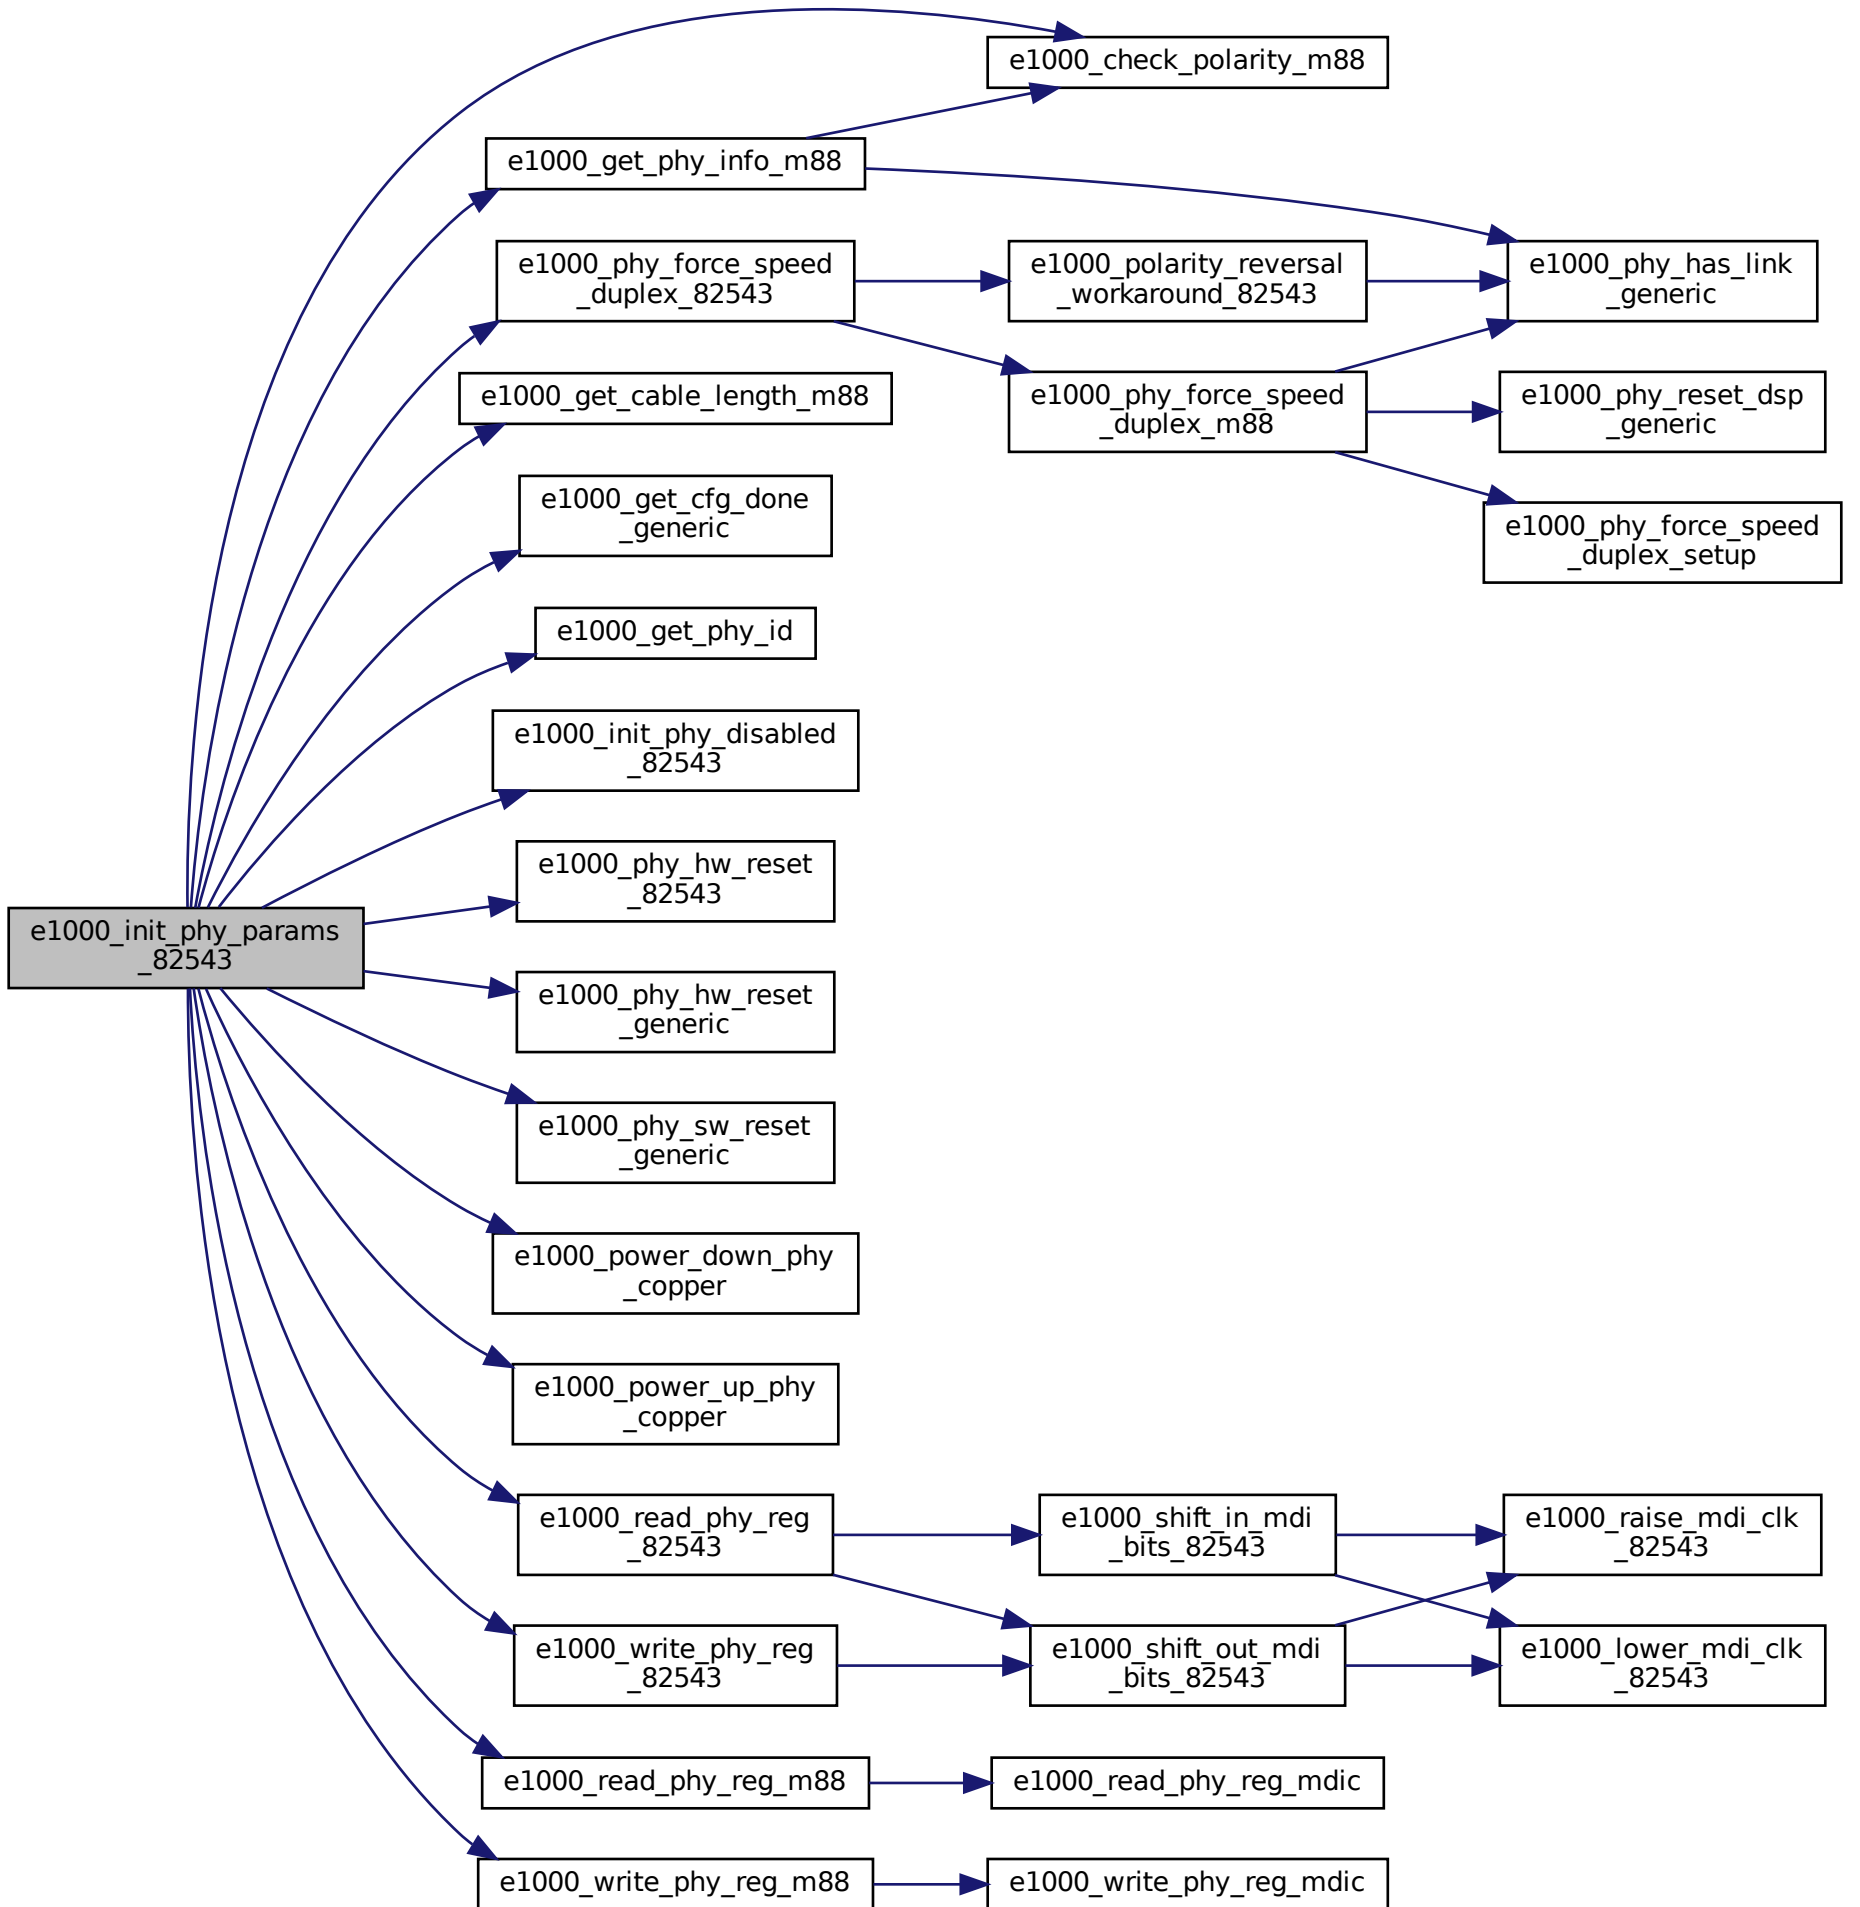 e1000_check_polarity_m88
e1000_get_phy_info_m88
e1000_phy_force_speed
_duplex_82543
e1000_polarity_reversal
_workaround_82543
e1000_phy_has_link
_generic
e1000_get_cable_length_m88
e1000_phy_force_speed
_duplex_m88
e1000_phy_reset_dsp
_generic
e1000_get_cfg_done
_generic
e1000_phy_force_speed
_duplex_setup
e1000_get_phy_id
e1000_init_phy_disabled
_82543
e1000_phy_hw_reset
_82543
e1000_init_phy_params
_82543
e1000_phy_hw_reset
_generic
e1000_phy_sw_reset
_generic
e1000_power_down_phy
_copper
e1000_power_up_phy
_copper
e1000_read_phy_reg
_82543
e1000_shift_in_mdi
_bits_82543
e1000_raise_mdi_clk
_82543
e1000_write_phy_reg
_82543
e1000_shift_out_mdi
_bits_82543
e1000_lower_mdi_clk
_82543
e1000_read_phy_reg_m88
e1000_read_phy_reg_mdic
e1000_write_phy_reg_m88
e1000_write_phy_reg_mdic